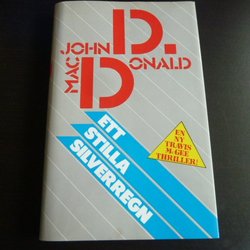 JOHN D.
MAC DONALD
ETT
STILLA
SILVERREGN
EN
NY
TRAVIS
McGEE
THRILLER!